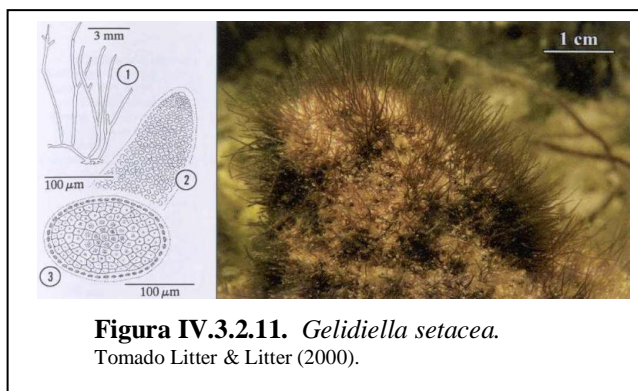 3 mm
1 cm
1
100 µm
2
3
100 µm
Figura IV.3.2.11. Gelidiella setacea.
Tomado Litter & Litter (2000).